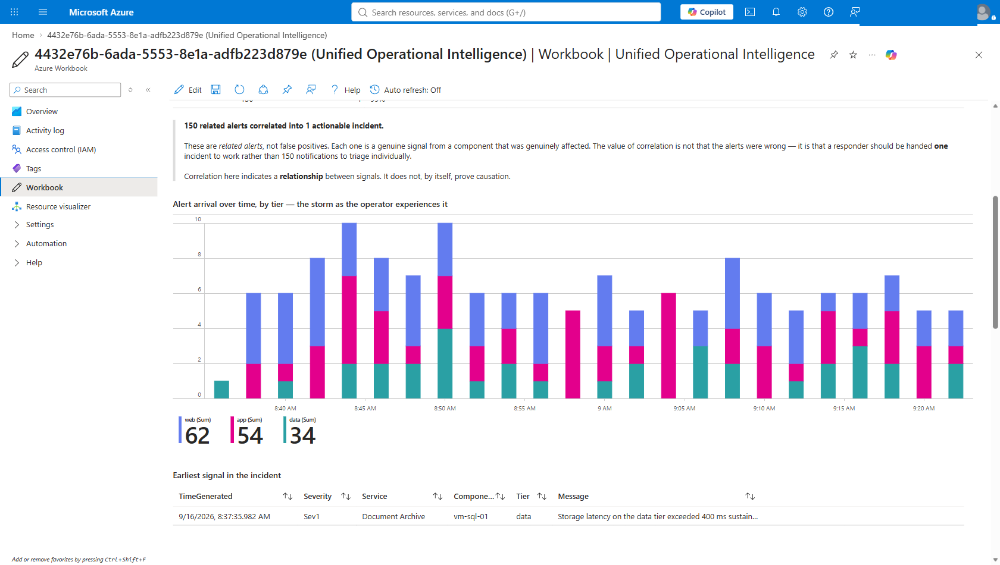 Microsoft Azure
Search resources, services, and docs (G+/)
Copilot
Home > 4432e76b-6ada-5553-8e1a-adfb223d879e (Unified Operational Intelligence)
4432e76b-6ada-5553-8e1a-adfb223d879e (Unified Operational Intelligence) | Workbook | Unified Operational Intelligence
Azure Workbook
Search
Overview
Activity log
Access control (IAM)
Tags
Workbook
Resource visualizer
Settings
Automation
Help
Edit
Help
Auto refresh: Off
150 related alerts correlated into 1 actionable incident.
These are related alerts, not false positives. Each one is a genuine signal from a component that was genuinely affected. The value of correlation is not that the alerts were wrong — it is that a responder should be handed one
incident to work rather than 150 notifications to triage individually.
Correlation here indicates a relationship between signals. It does not, by itself, prove causation.
Alert arrival over time, by tier — the storm as the operator experiences it
10
8
6
4
2
0
8:40 AM 8:45 AM 8:50 AM 8:55 AM 9 AM 9:05 AM 9:10 AM 9:15 AM 9:20 AM
web (Sum) app (Sum) data (Sum)
62 54 34
Earliest signal in the incident
TimeGenerated Severity Service Compone... Tier Message
9/16/2026, 8:37:35.982 AM Sev1 Document Archive vm-sql-01 data Storage latency on the data tier exceeded 400 ms sustain...
Add or remove favorites by pressing Ctrl+Shift+F